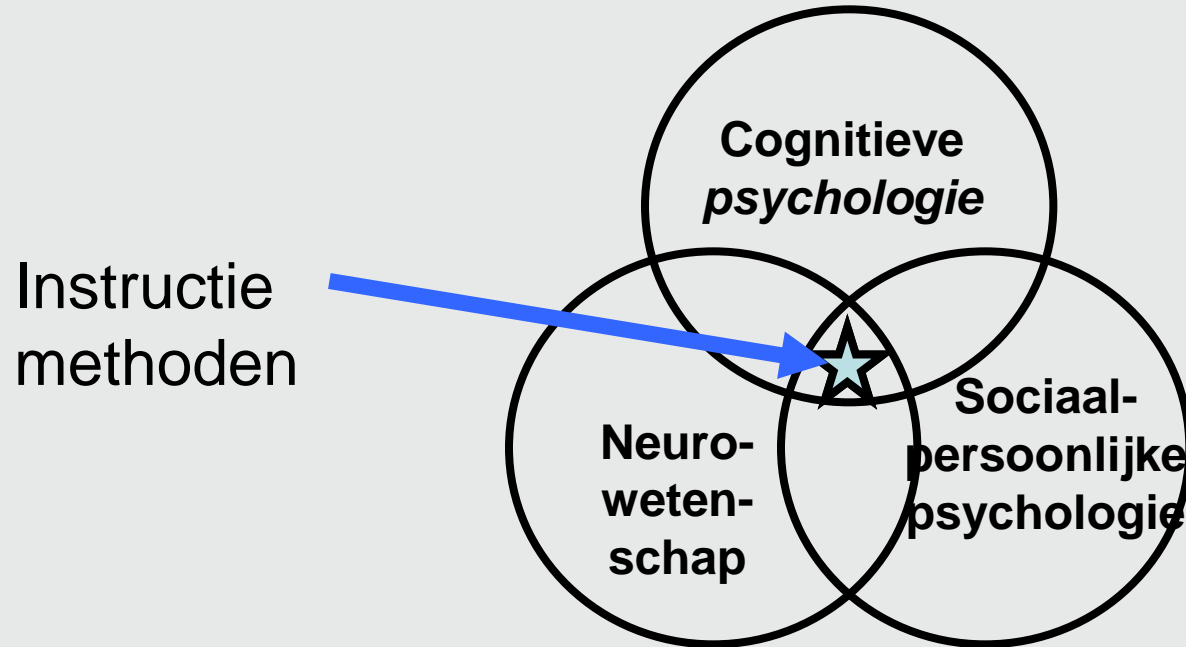 Cognitieve
psychologie
Instructie
methoden
Neuro-
weten-
schap
Sociaal-
persoonlijke
psychologie